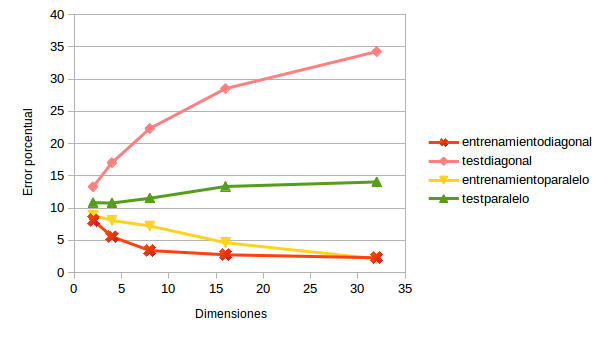 40
35
30
25
20
15
10
5
0
Error porcentual
0 5 10 15 20 25 30 35
Dimensiones
entrenamientodiagonal
testdiagonal
entrenamientoparalelo
testparalelo